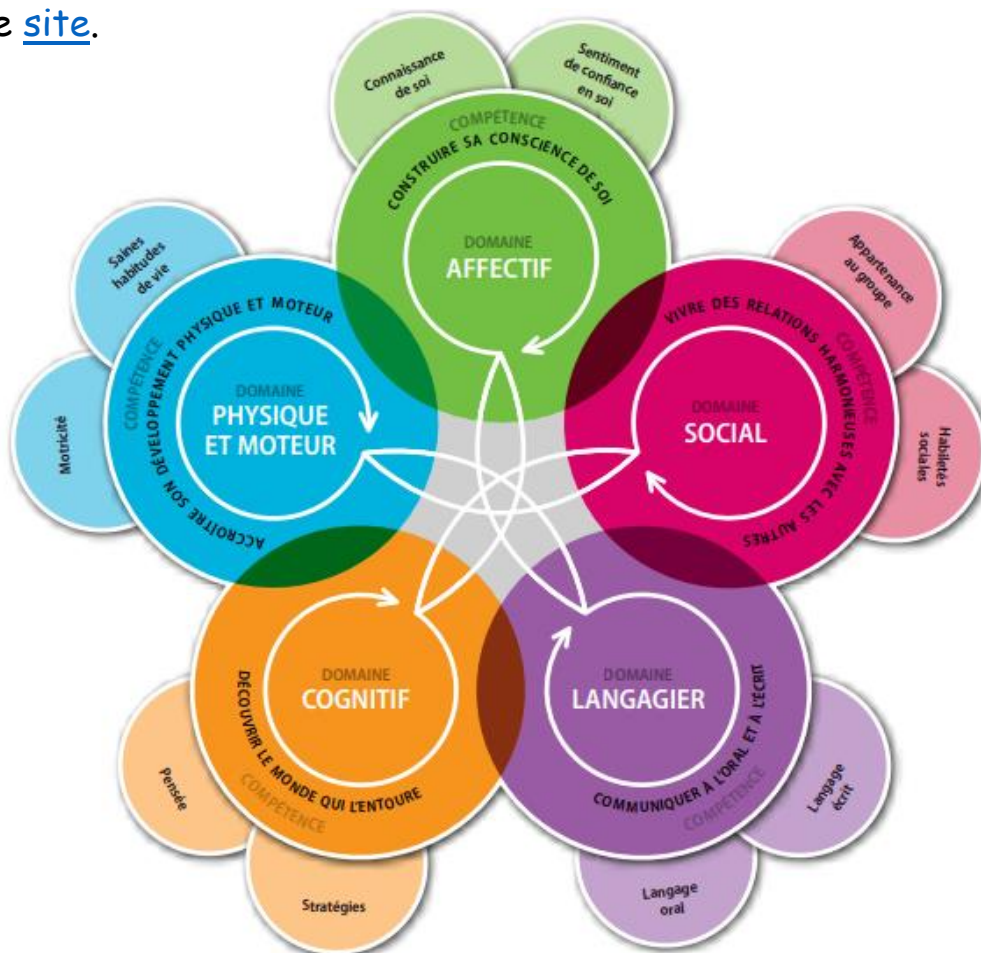 e site.
Connaissance
de soi
Sentiment
de confiance
en soi
COMPÉTENCE
CONSTRUIRE SA CONSCIENCE DE SOI
DOMAINE
AFFECTIF
Saines
habitudes
de vie
Motricité
COMPÉTENCE
ACCROITRE SON DÉVELOPPEMENT PHYSIQUE ET MOTEUR
DOMAINE
PHYSIQUE
ET MOTEUR
Appartenance
au groupe
Habiletés
sociales
COMPÉTENCE
VIVRE DES RELATIONS HARMONIEUSES AVEC LES AUTRES
DOMAINE
SOCIAL
DOMAINE
COGNITIF
DÉCOUVRIR LE MONDE QUI L'ENTOURE
COMPÉTENCE
Pensée
Stratégies
DOMAINE
LANGAGIER
COMMUNIQUER À L'ORAL ET À L'ÉCRIT
COMPÉTENCE
Langage
écrit
Langage
oral